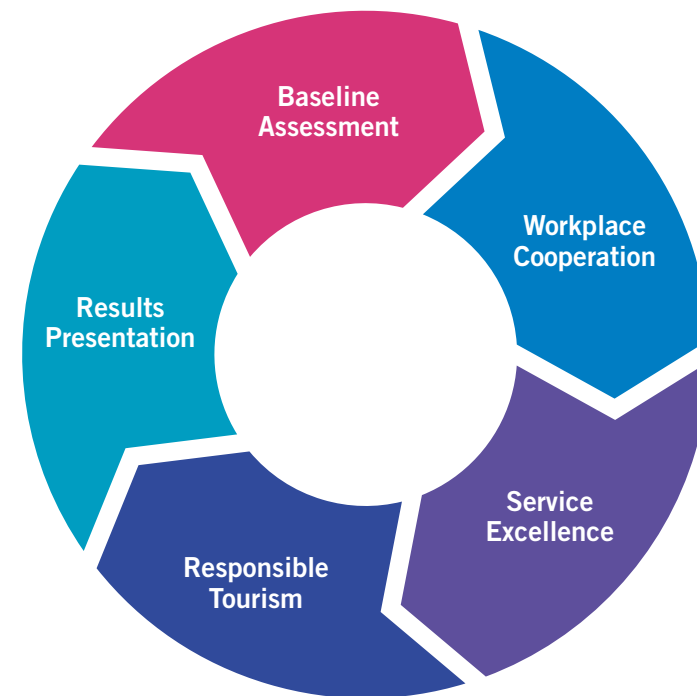 Baseline
Assessment
Workplace
Cooperation
Service
Excellence
Responsible
Tourism
Results
Presentation